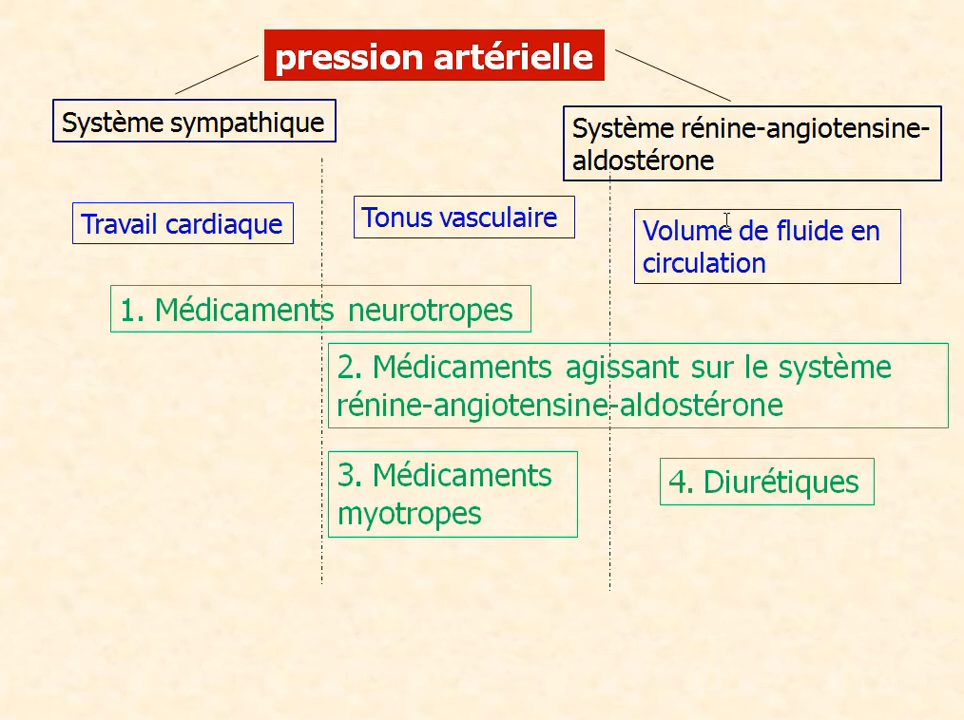 pression artérielle
Système sympathique
Système rénine-angiotensine-
aldostérone
Travail cardiaque
Tonus vasculaire
Volume de fluide en
circulation
1. Médicaments neurotropes
2. Médicaments agissant sur le système
rénine-angiotensine-aldostérone
3. Médicaments
myotropes
4. Diurétiques